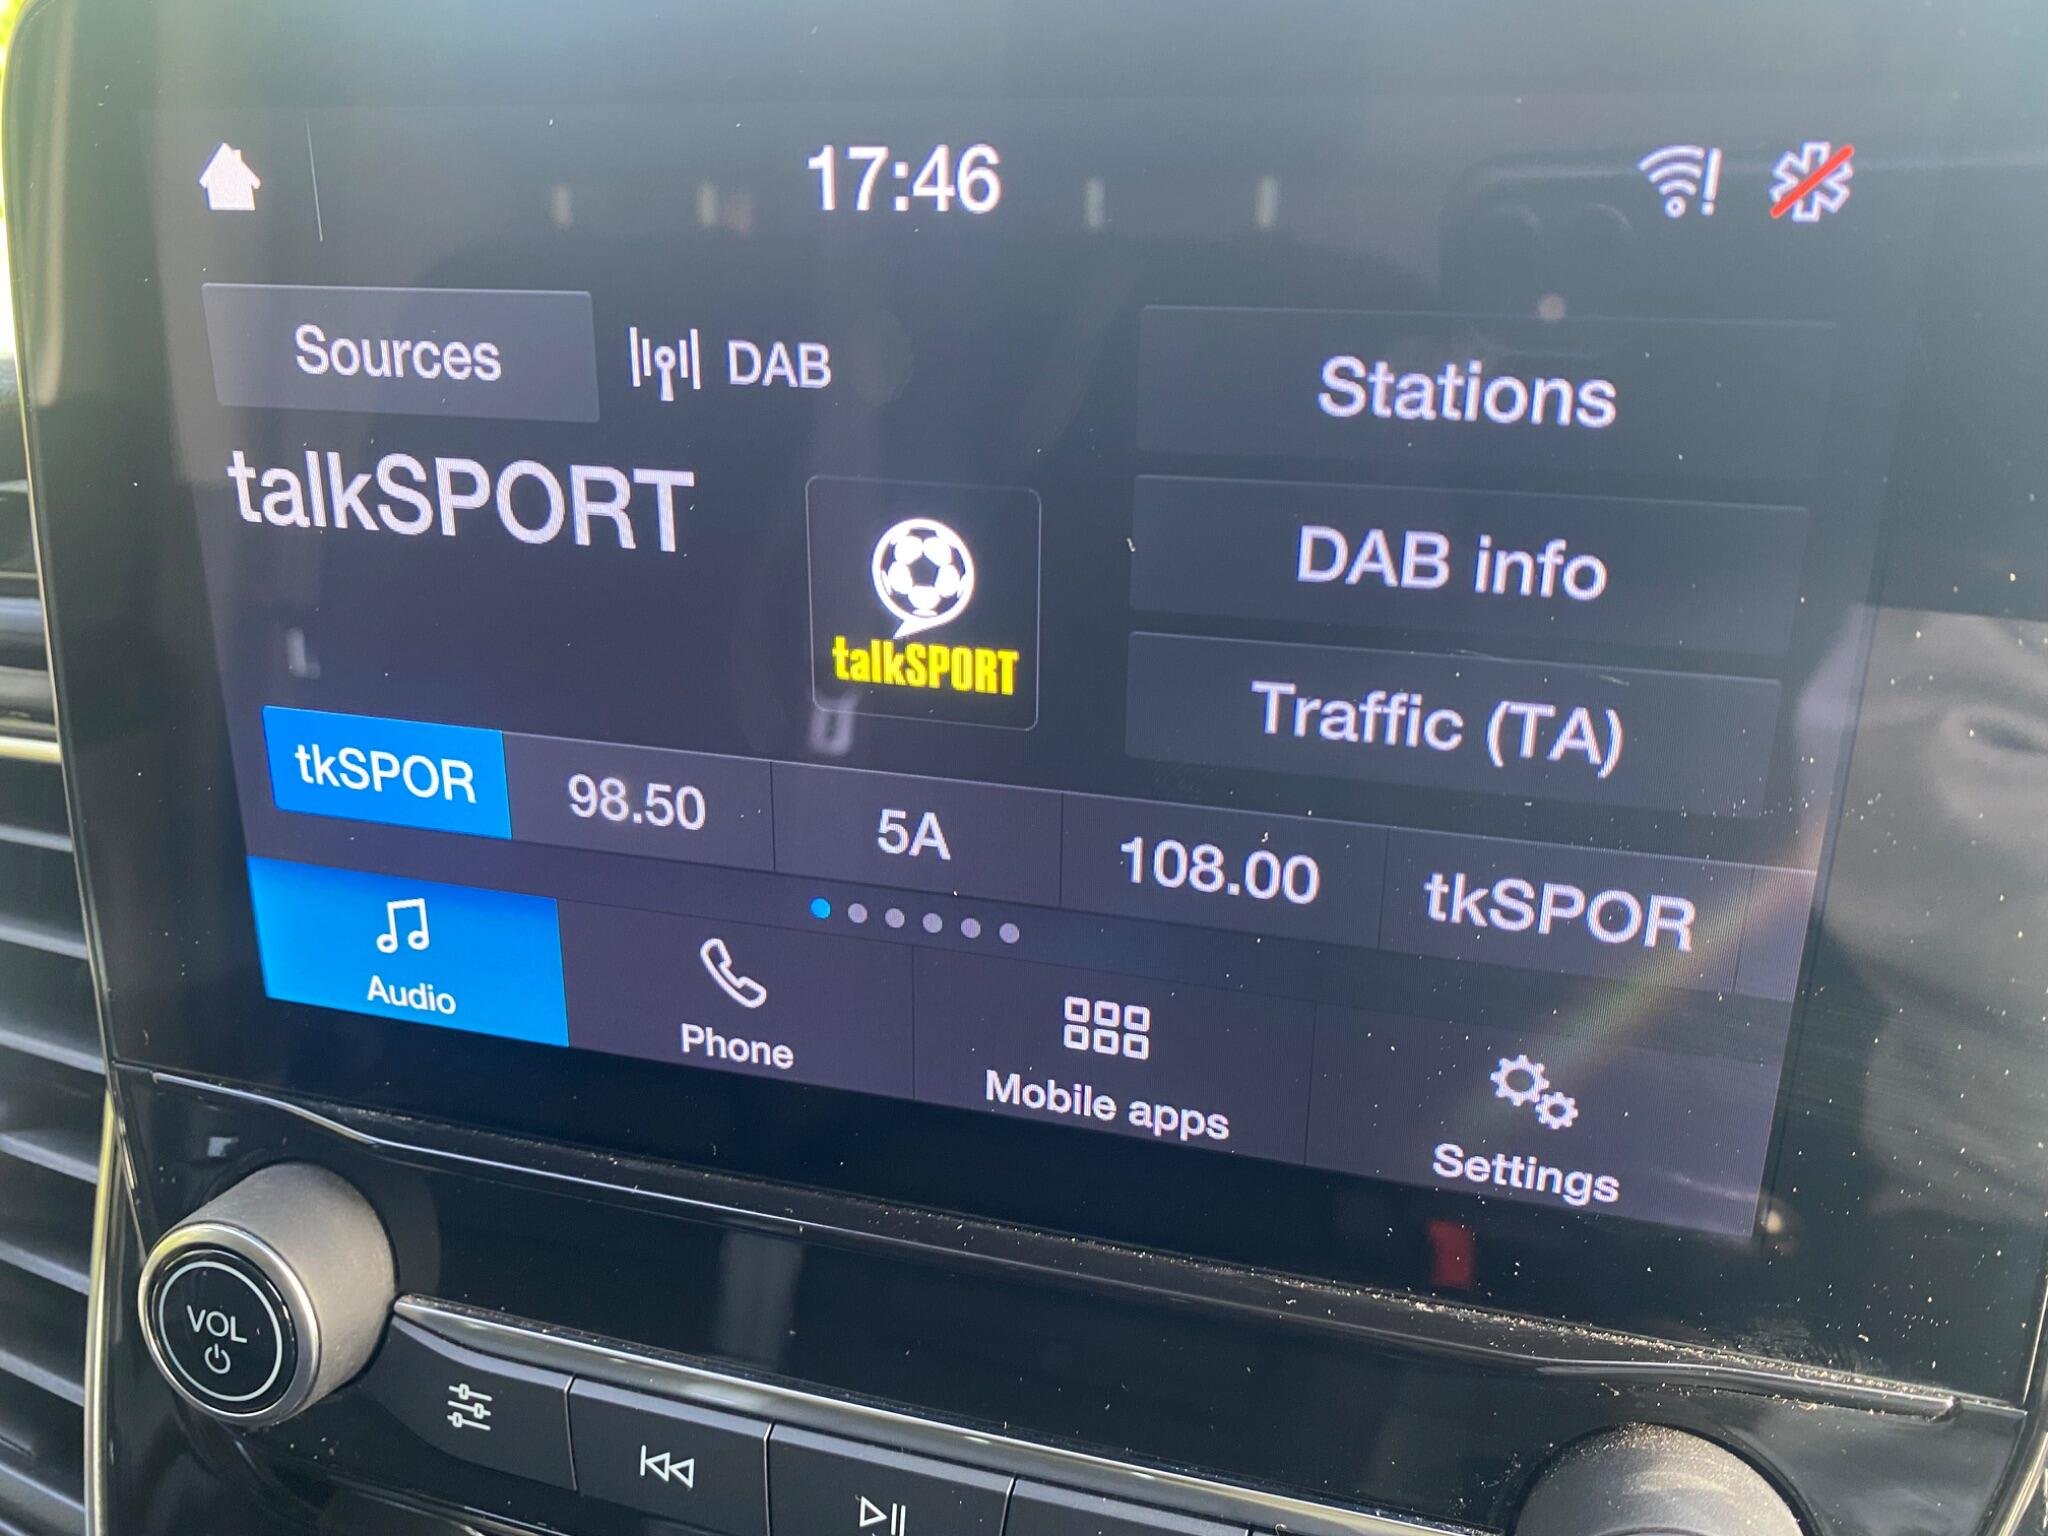 17:46
Sources
DAB
Stations
talkSPORT
talkSPORT
DAB info
Traffic (TA)
tkSPOR
98.50
5A
108.00
tkSPOR
Audio
Phone
Mobile apps
Settings
VOL